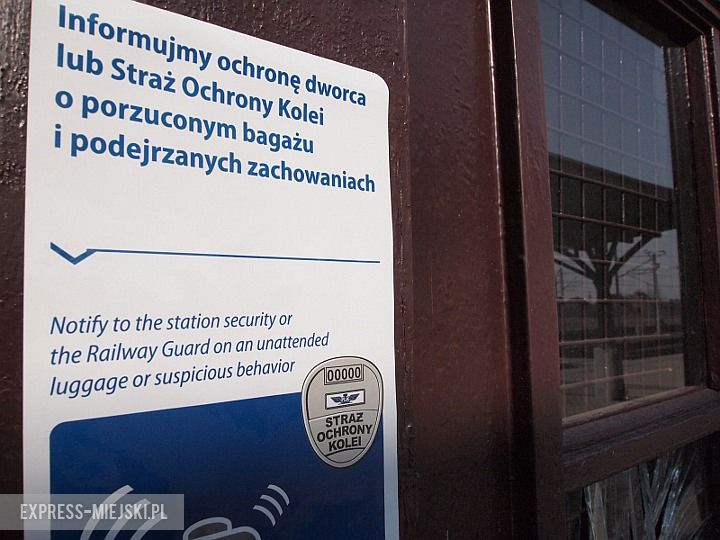 Informujmy ochronę dworca
lub Straż Ochrony Kolei
o porzuconym bagażu
i podejrzanych zachowaniach
Notify to the station security or
the Railway Guard on an unattended
luggage or suspicious behavior
00000
STRAŻ
OCHRONY
KOLEI
EXPRESS-MIEJSKI.PL